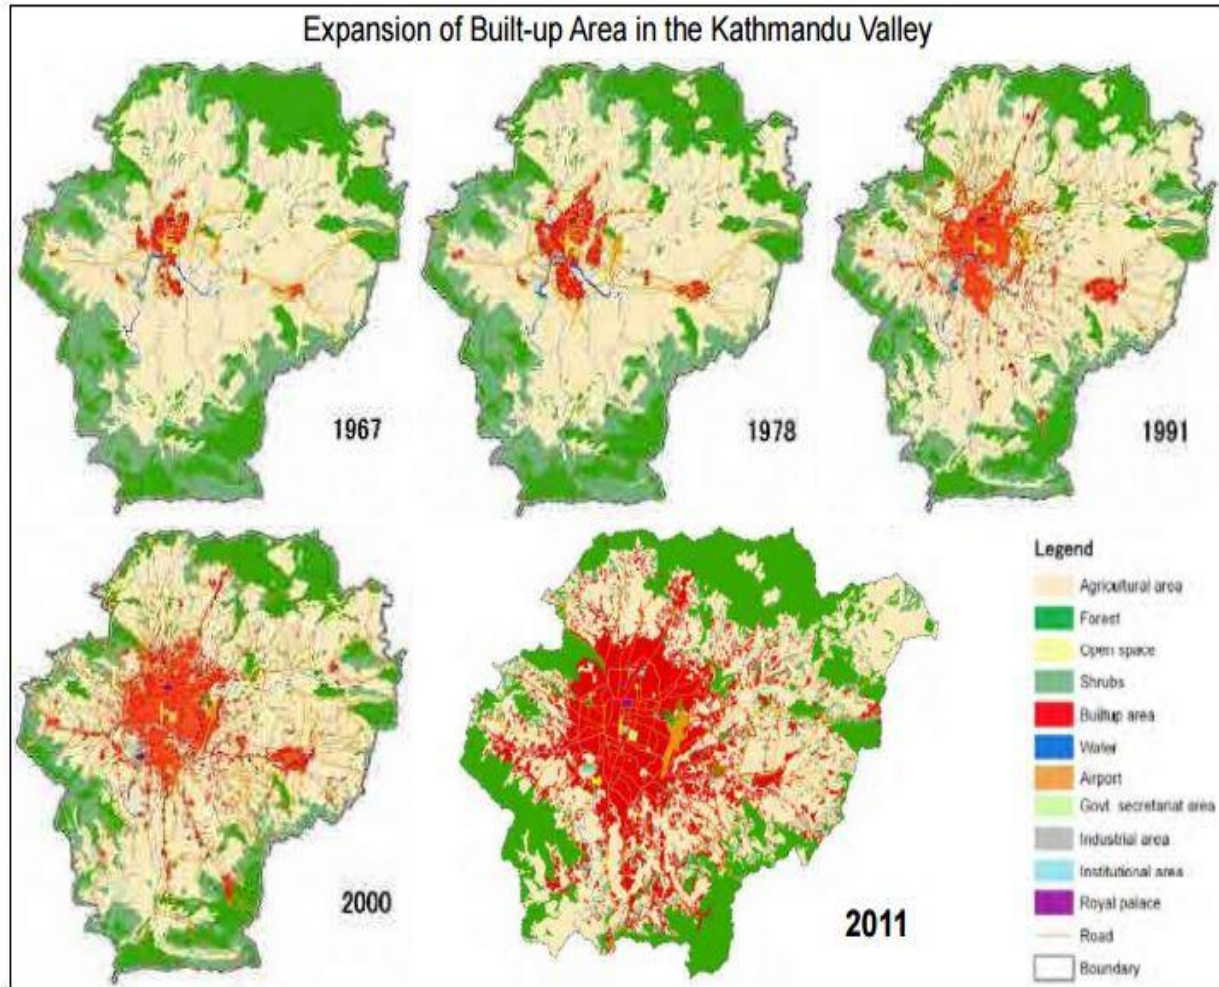 Expansion of Built-up Area in the Kathmandu Valley
1967
1978
1991
2000
2011
Legend
Agricultural area
Forest
Open space
Shrubs
Builtup area
Water
Airport
Govt. secretariat area
Industrial area
Institutional area
Royal palace
Road
Boundary